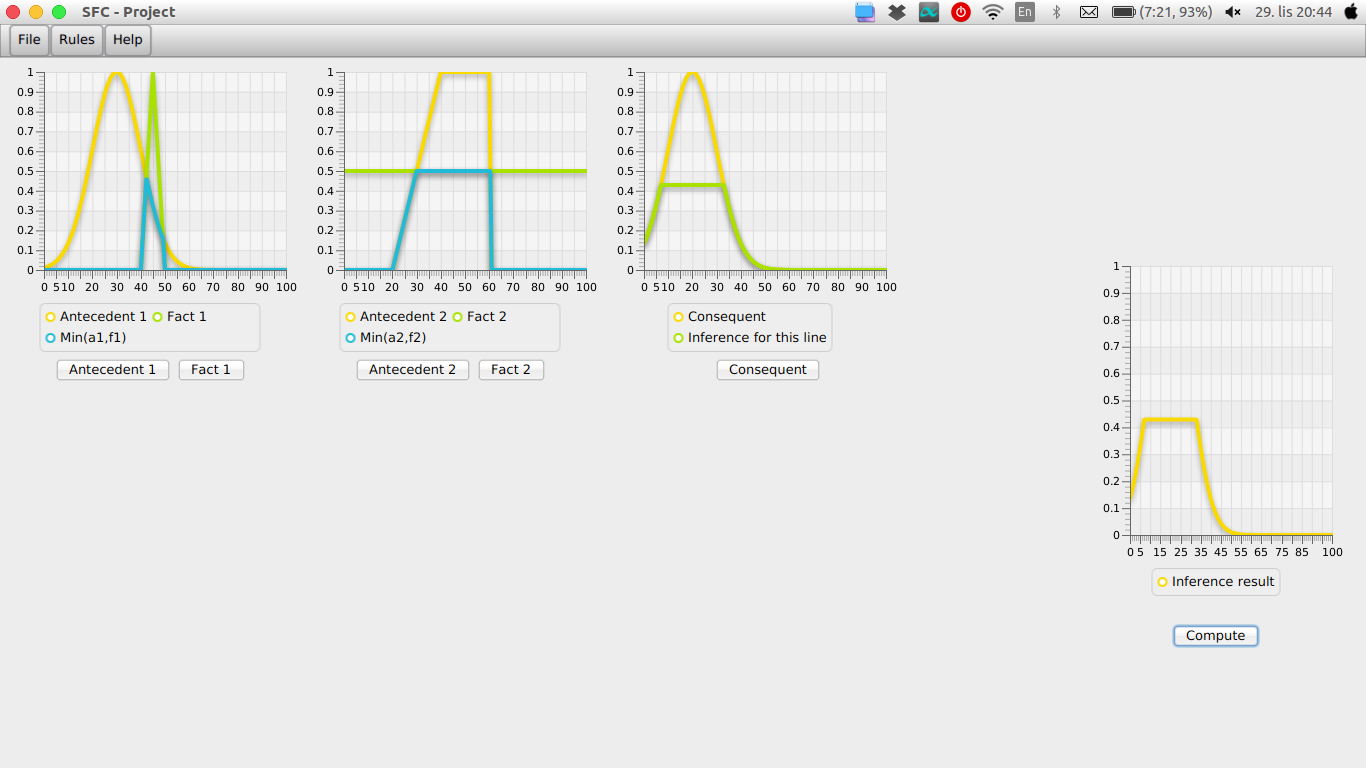 SFC - Project
En (7:21, 93%) 29. lis 20:44
File Rules Help
1
0.9
0.8
0.7
0.6
0.5
0.4
0.3
0.2
0.1
0
0 5 10 20 30 40 50 60 70 80 90 100
Antecedent 1 Fact 1
Min(a1,f1)
Antecedent 1 Fact 1
1
0.9
0.8
0.7
0.6
0.5
0.4
0.3
0.2
0.1
0
0 5 10 20 30 40 50 60 70 80 90 100
Antecedent 2 Fact 2
Min(a2,f2)
Antecedent 2 Fact 2
1
0.9
0.8
0.7
0.6
0.5
0.4
0.3
0.2
0.1
0
0 5 10 20 30 40 50 60 70 80 90 100
Consequent
Inference for this line
Consequent
1
0.9
0.8
0.7
0.6
0.5
0.4
0.3
0.2
0.1
0
0 5 15 25 35 45 55 65 75 85 100
Inference result
Compute